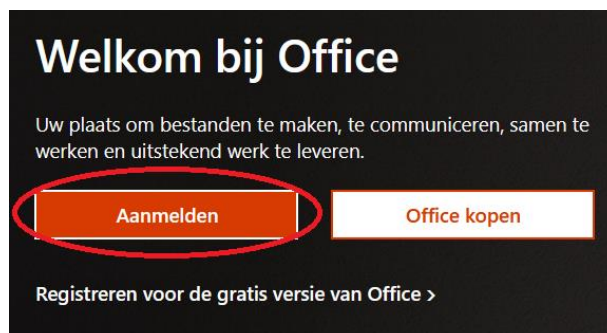 Welkom bij Office
Uw plaats om bestanden te maken, te communiceren, samen te
werken en uitstekend werk te leveren.
Aanmelden
Office kopen
Registreren voor de gratis versie van Office >